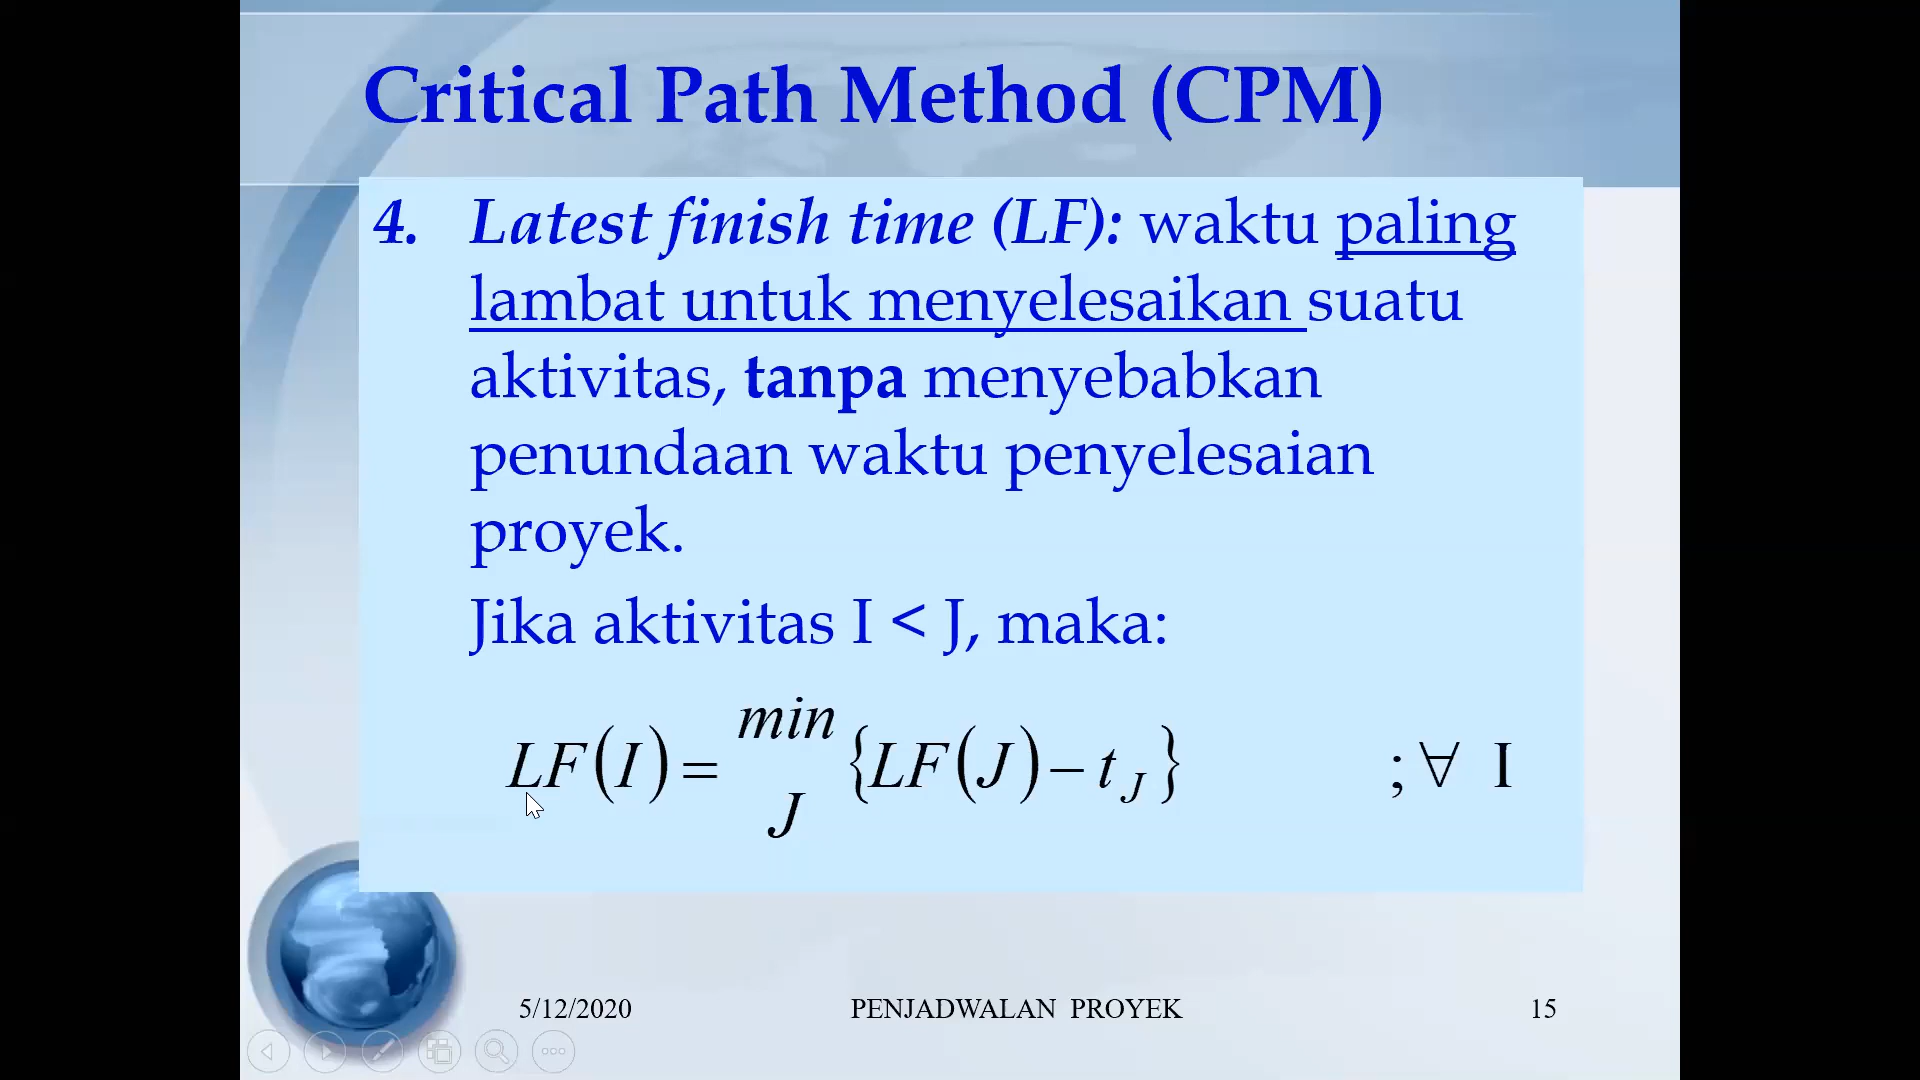 Critical Path Method (CPM)
4. Latest finish time (LF): waktu paling
lambat untuk menyelesaikan suatu
aktivitas, tanpa menyebabkan
penundaan waktu penyelesaian
proyek.
Jika aktivitas I < J, maka:
LF(I) = min J {LF(J) − t_J} ; ∀ I
5/12/2020 PENJADWALAN PROYEK 15